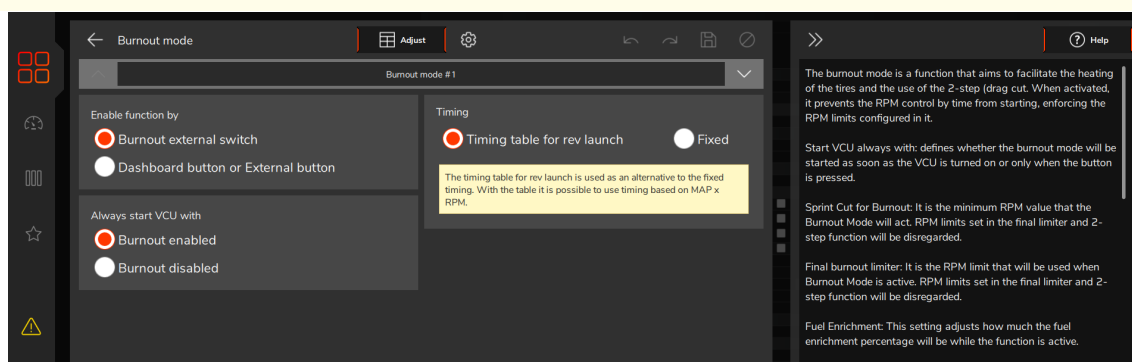 Burnout mode
Adjust
Burnout mode #1
Enable function by
Burnout external switch
Dashboard button or External button
Always start VCU with
Burnout enabled
Burnout disabled
Timing
Timing table for rev launch
Fixed
The timing table for rev launch is used as an alternative to the fixed
timing. With the table it is possible to use timing based on MAP x
RPM.
Help
The burnout mode is a function that aims to facilitate the heating
of the tires and the use of the 2-step (drag cut. When activated,
it prevents the RPM control by time from starting, enforcing the
RPM limits configured in it.
Start VCU always with: defines whether the burnout mode will be
started as soon as the VCU is turned on or only when the button
is pressed.
Sprint Cut for Burnout: It is the minimum RPM value that the
Burnout Mode will act. RPM limits set in the final limiter and 2-
step function will be disregarded.
Final burnout limiter: It is the RPM limit that will be used when
Burnout Mode is active. RPM limits set in the final limiter and 2-
step function will be disregarded.
Fuel Enrichment: This setting adjusts how much the fuel
enrichment percentage will be while the function is active.